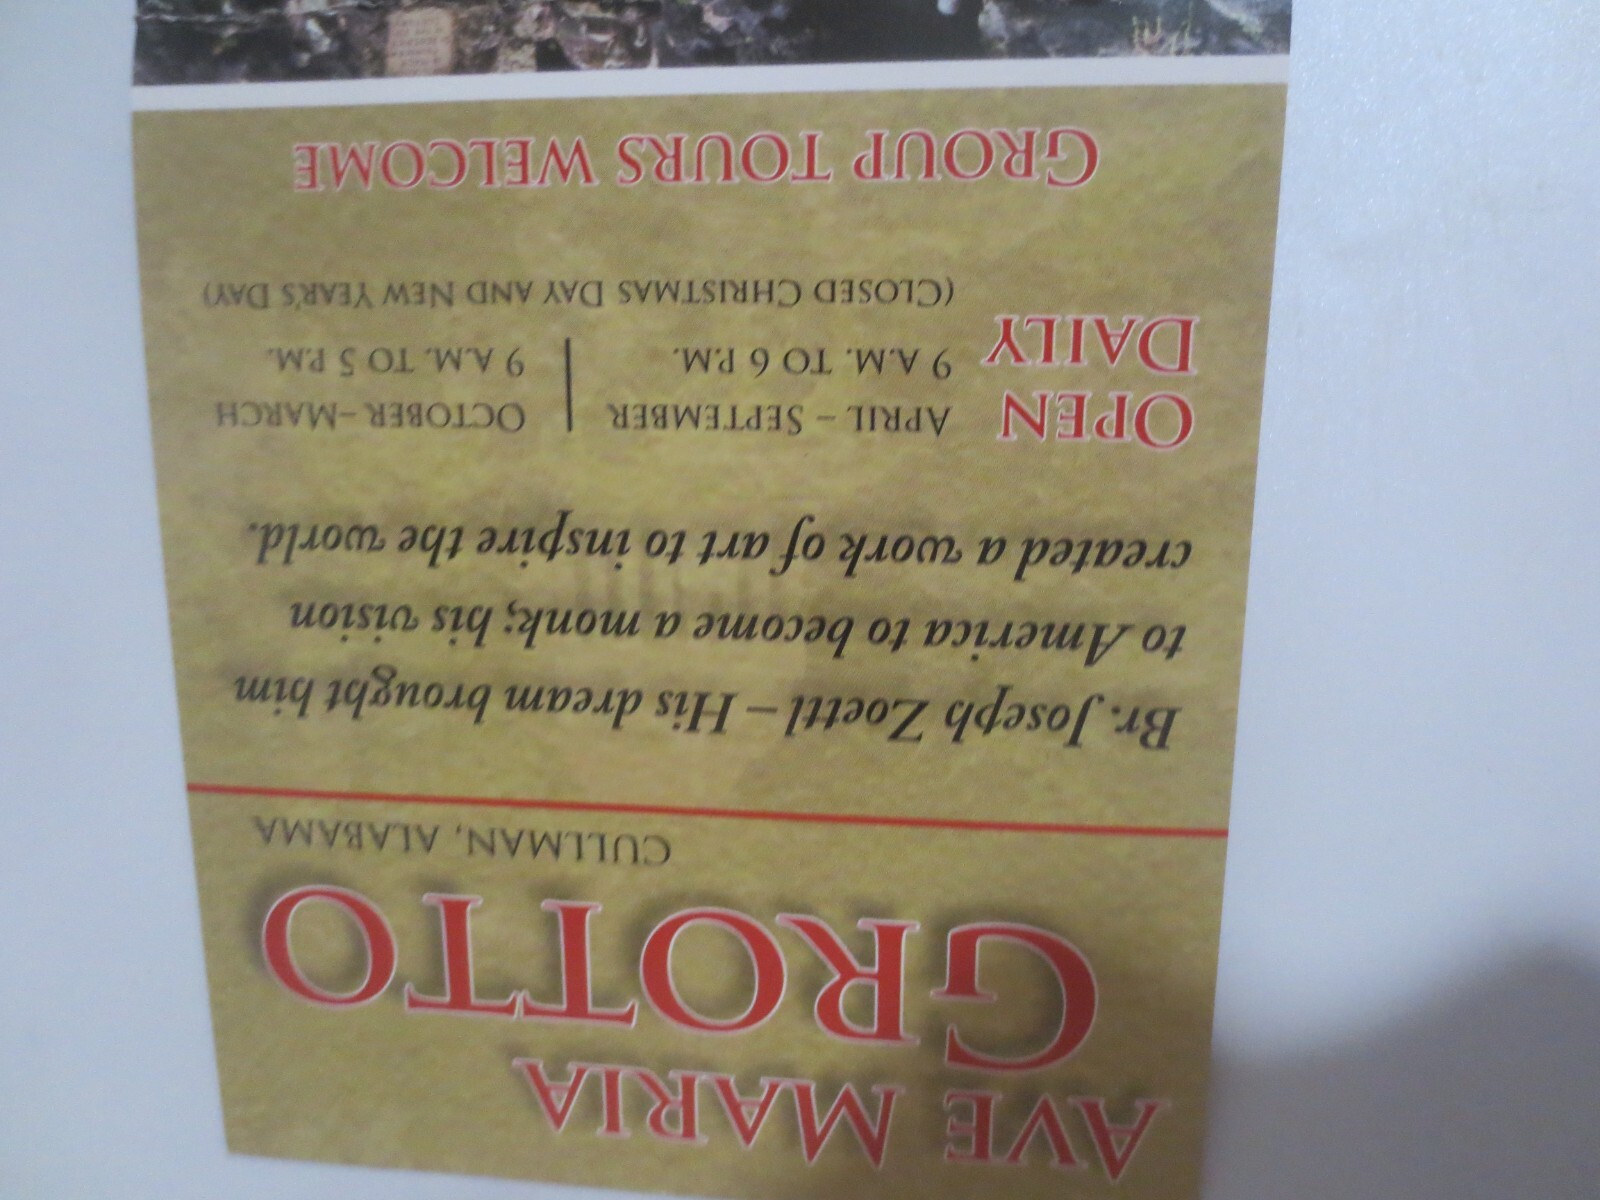 AVE MARIA
GROTTO
CULLMAN, ALABAMA
Br. Joseph Zoettl – His dream brought him
to America to become a monk; his vision
created a work of art to inspire the world.
OPEN
DAILY
APRIL – SEPTEMBER
9 A.M. TO 6 P.M.
OCTOBER–MARCH
9 A.M. TO 5 P.M.
(CLOSED CHRISTMAS DAY AND NEW YEAR'S DAY)
GROUP TOURS WELCOME